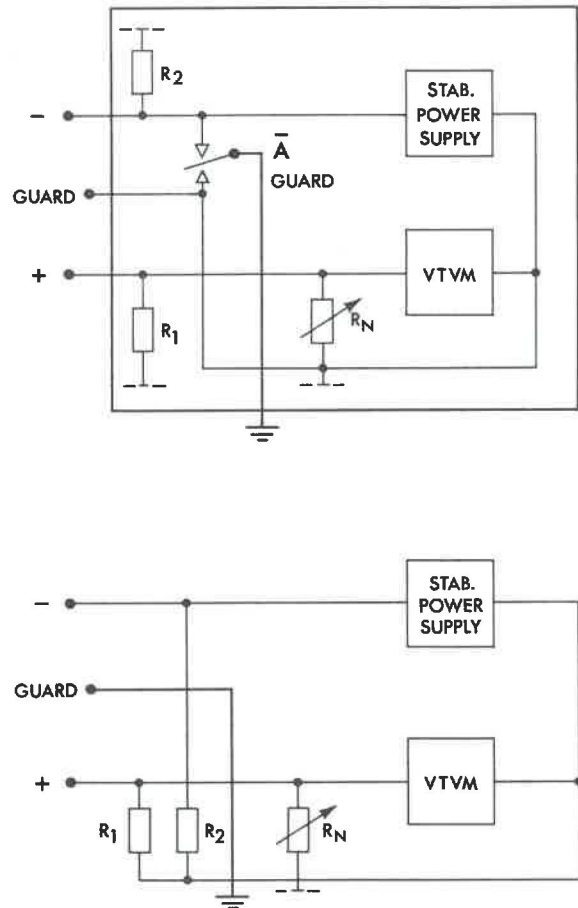 R2
STAB.
POWER
SUPPLY
−
Ā
GUARD
GUARD
+
VTVM
R1
RN
STAB.
POWER
SUPPLY
−
GUARD
+
VTVM
R1
R2
RN